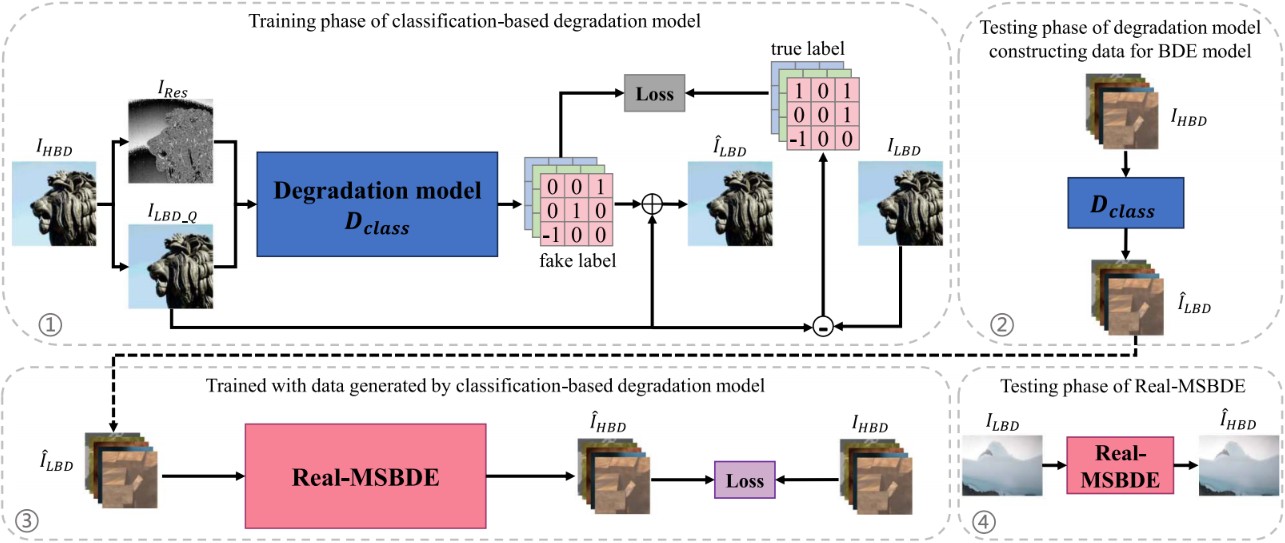 Training phase of classification-based degradation model
I_HBD
I_Res
I_LBD_Q
Degradation model
D_class
0 0 1
0 1 0
-1 0 0
fake label
Loss
true label
1 0 1
0 0 1
-1 0 0
Î_LBD
I_LBD
-
①
Testing phase of degradation model
constructing data for BDE model
I_HBD
D_class
Î_LBD
②
Trained with data generated by classification-based degradation model
Î_LBD
Real-MSBDE
Î_HBD
Loss
I_HBD
③
Testing phase of Real-MSBDE
I_LBD
Real-
MSBDE
Î_HBD
④